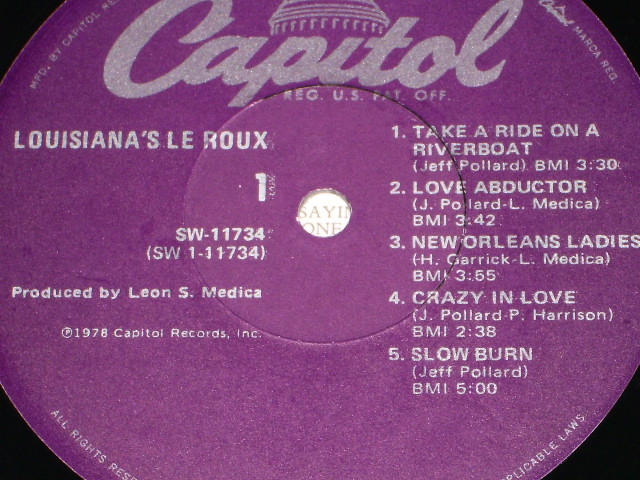 MFG. BY CAPITOL RECO
Capitol
MARCA REG.
REG. U.S. PAT. OFF.
LOUISIANA'S LE ROUX
1
SW-11734
(SW 1-11734)
Produced by Leon S. Medica
℗1978 Capitol Records, Inc.
SAYIN
ONE
1. TAKE A RIDE ON A
RIVERBOAT
(Jeff Pollard) BMI 3:30
2. LOVE ABDUCTOR
(J. Pollard-L. Medica)
BMI 3:42
3. NEW ORLEANS LADIES
(H. Garrick-L. Medica)
BMI 3:55
4. CRAZY IN LOVE
(J. Pollard-P. Harrison)
BMI 2:38
5. SLOW BURN
(Jeff Pollard)
BMI 5:00
ALL RIGHTS RESE
PPLICABLE LAWS